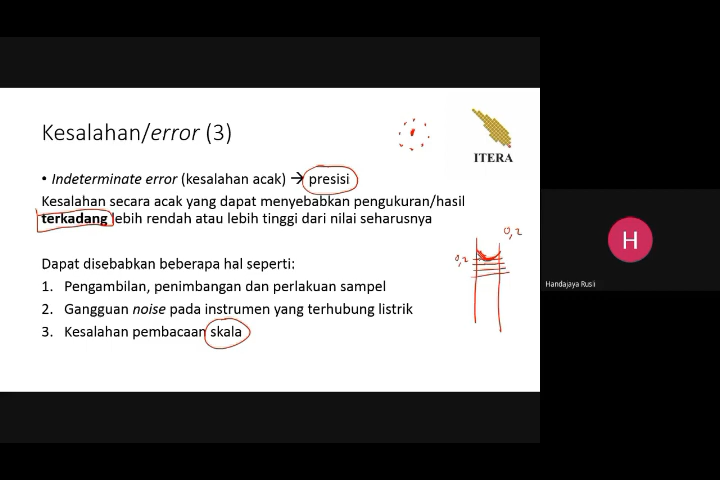 Kesalahan/error (3)
ITERA
• Indeterminate error (kesalahan acak) → presisi
Kesalahan secara acak yang dapat menyebabkan pengukuran/hasil
terkadang lebih rendah atau lebih tinggi dari nilai seharusnya
0,2
0,2
Dapat disebabkan beberapa hal seperti:
1. Pengambilan, penimbangan dan perlakuan sampel
2. Gangguan noise pada instrumen yang terhubung listrik
3. Kesalahan pembacaan skala
H
Handajaya Rusli